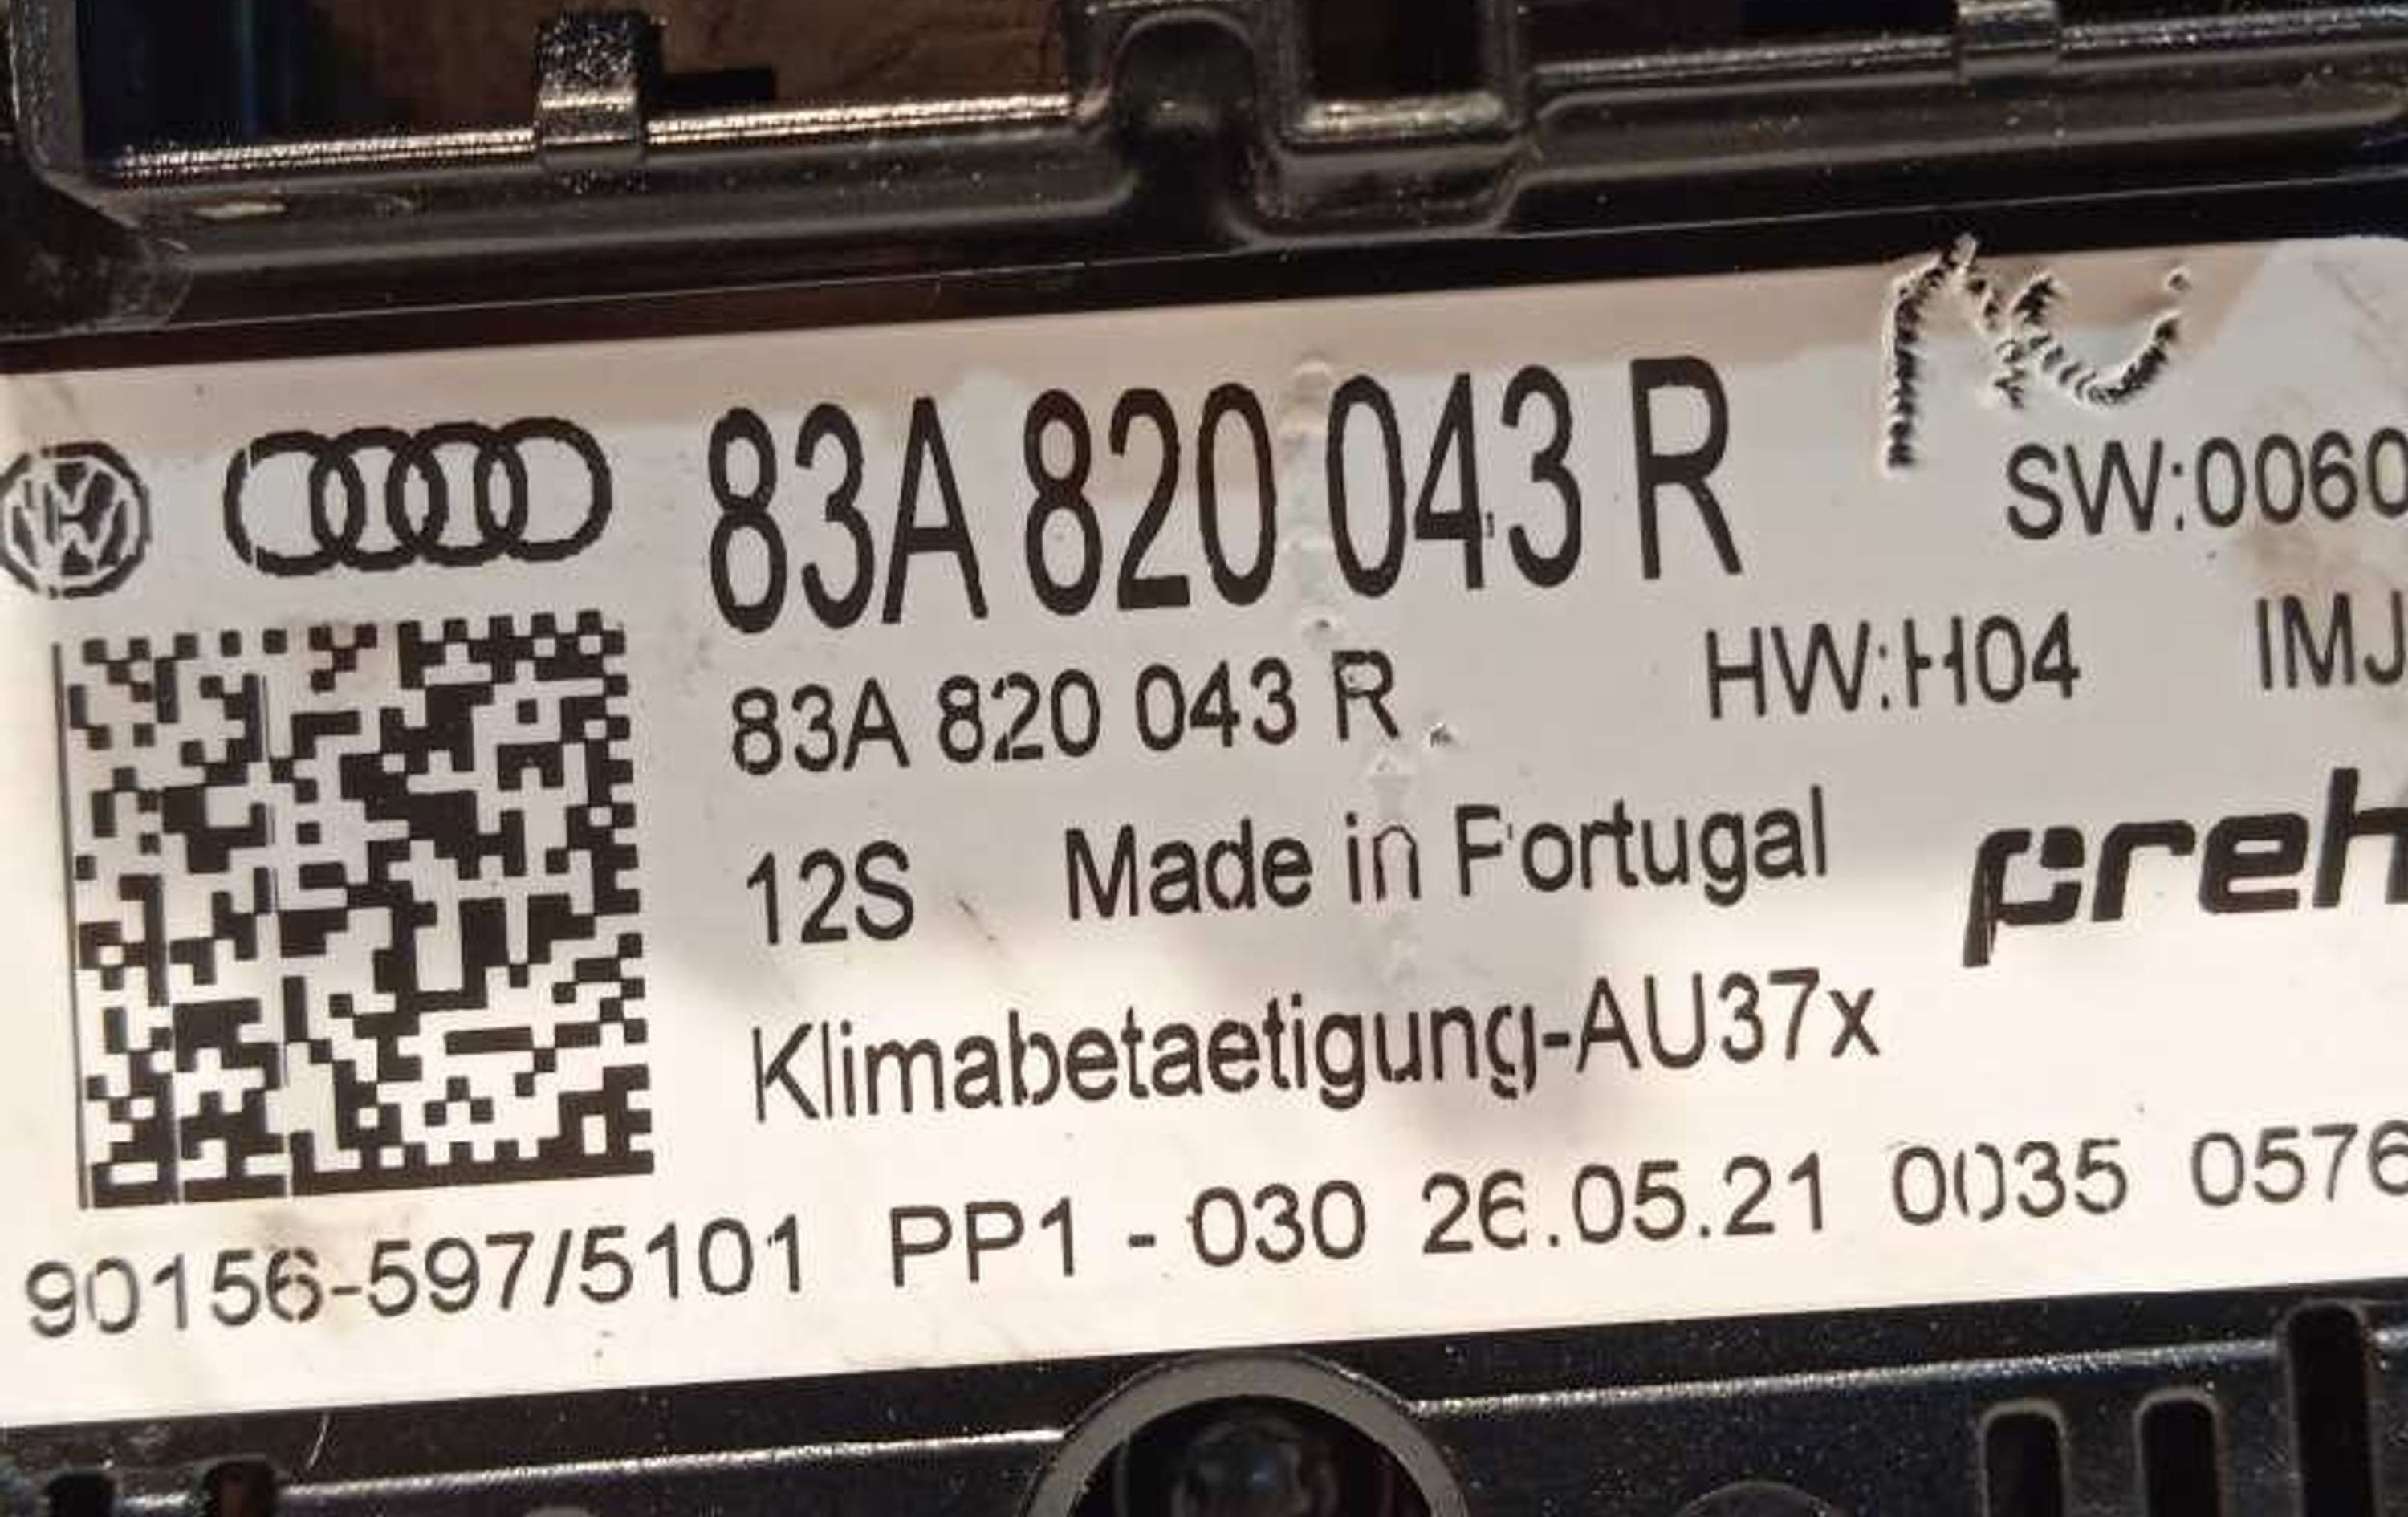 83A 820 043 R
SW:0060
83A 820 043 R
HW:H04
IMJ
12S
Made in Portugal
preh
Klimabetaetigung-AU37x
90156-597/5101 PP1 - 030 26.05.21 0035 0576